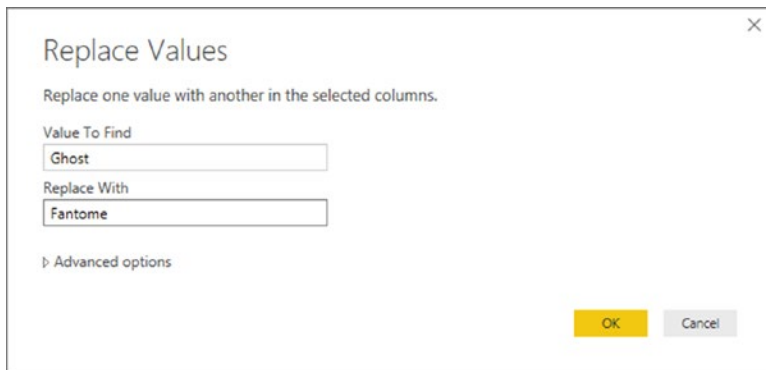 Replace Values
Replace one value with another in the selected columns.
Value To Find
Ghost
Replace With
Fantome
Advanced options
OK
Cancel